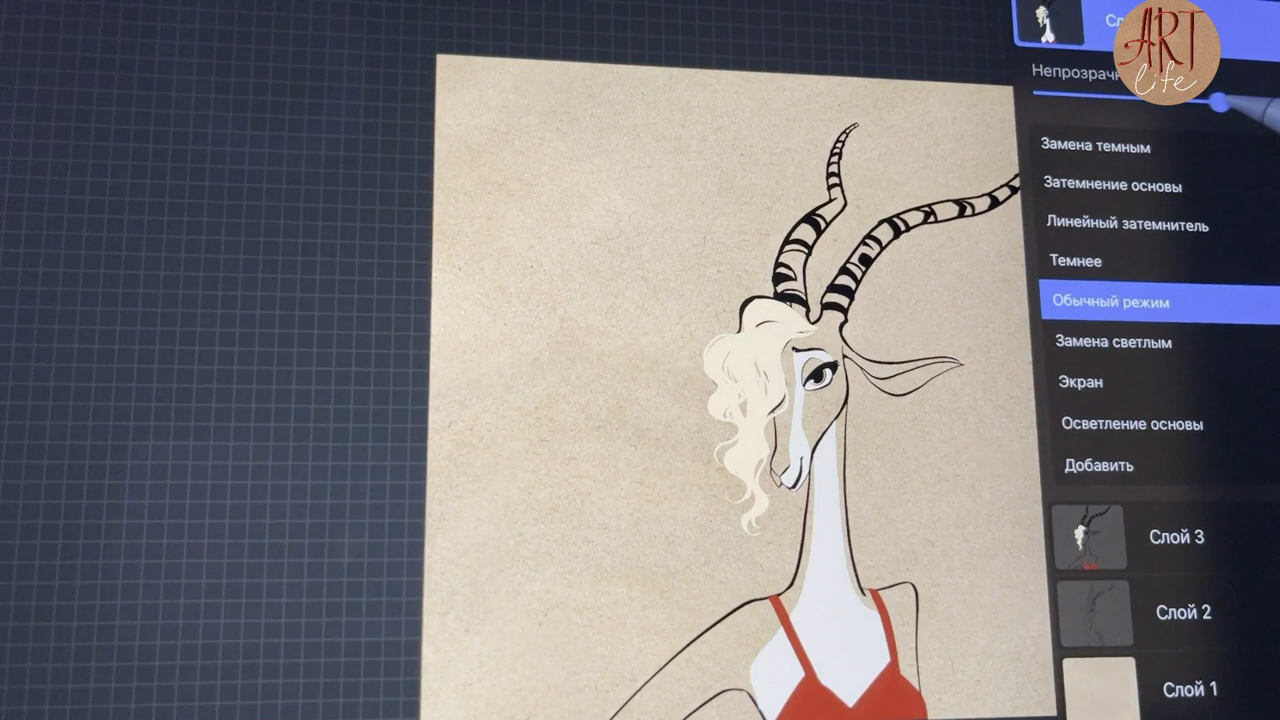 ART
life
Замена темным
Затемнение основы
Линейный затемнитель
Темнее
Обычный режим
Замена светлым
Экран
Осветление основы
Добавить
Слой 3
Слой 2
Слой 1